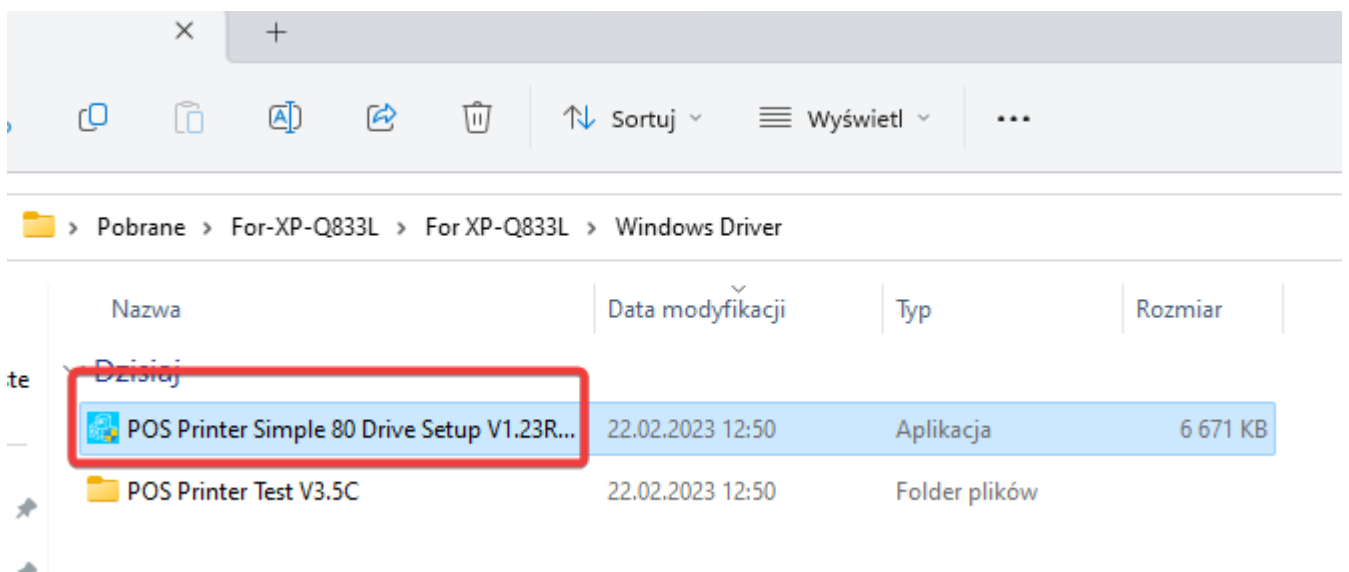 Sortuj Wyświetl
Pobrane > For-XP-Q833L > For XP-Q833L > Windows Driver
Nazwa Data modyfikacji Typ Rozmiar
Dzisiaj
ste
POS Printer Simple 80 Drive Setup V1.23R... 22.02.2023 12:50 Aplikacja 6 671 KB
POS Printer Test V3.5C 22.02.2023 12:50 Folder plików